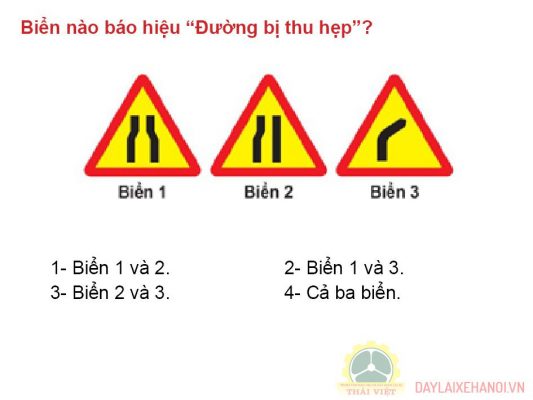 Biển nào báo hiệu “Đường bị thu hẹp”?
Biển 1 Biển 2 Biển 3
1- Biển 1 và 2. 2- Biển 1 và 3.
3- Biển 2 và 3. 4- Cả ba biển.
THÁI VIỆT
DAYLAIXEHANOI.VN